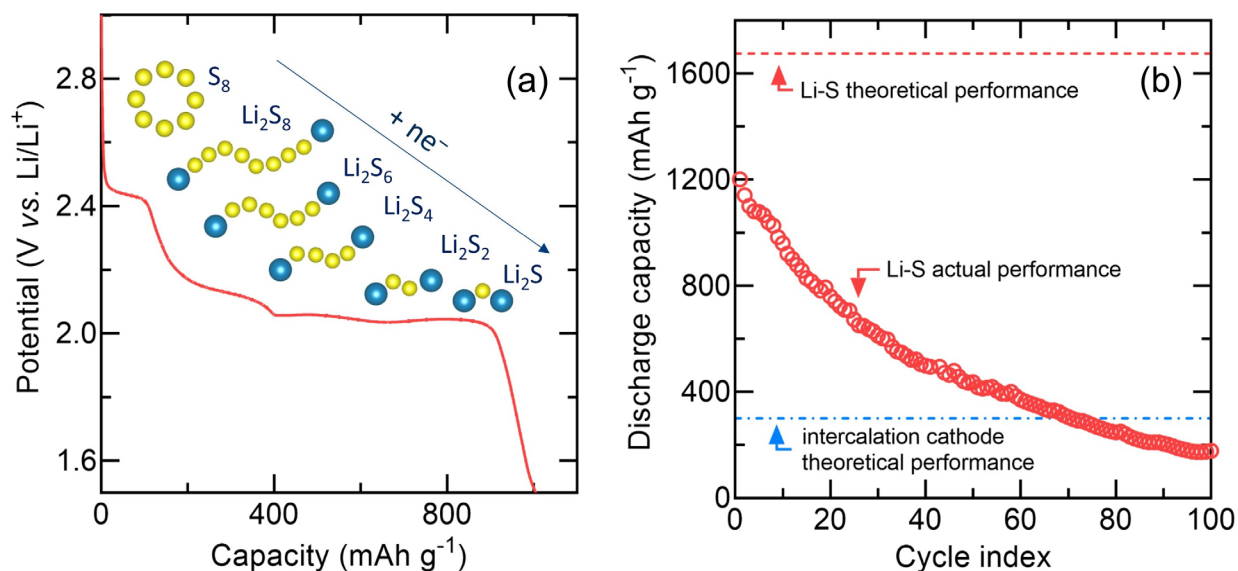 (a)
S₈
Li₂S₈
Li₂S₆
Li₂S₄
Li₂S₂
Li₂S
+ ne⁻
Potential (V vs. Li/Li⁺)
2.8
2.4
2.0
1.6
0
400
800
Capacity (mAh g⁻¹)
(b)
Li-S theoretical performance
Li-S actual performance
intercalation cathode
theoretical performance
Discharge capacity (mAh g⁻¹)
1600
1200
800
400
0
0
20
40
60
80
100
Cycle index